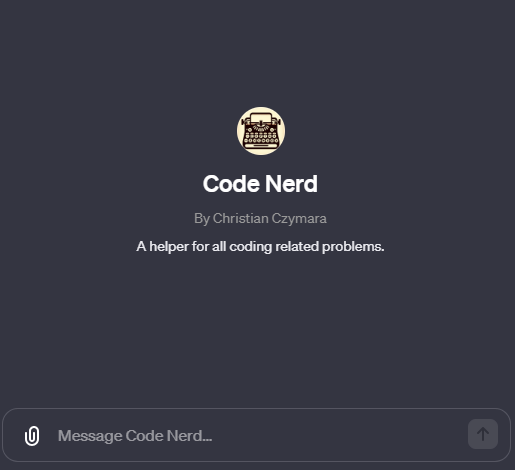 Code Nerd
By Christian Czymara
A helper for all coding related problems.
Message Code Nerd...